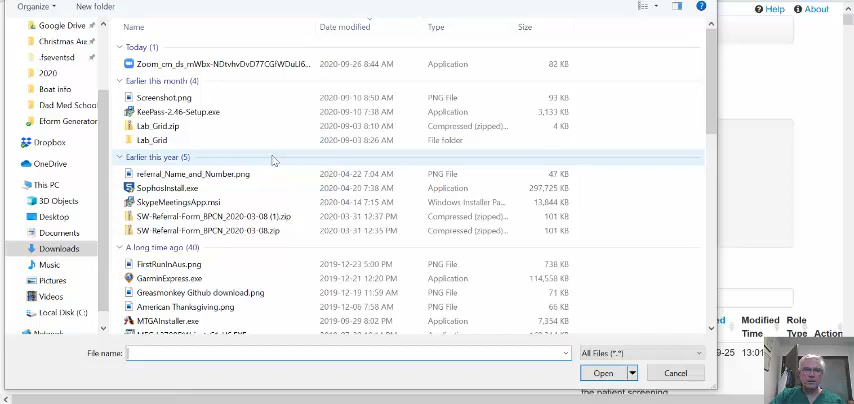 Organize New folder Help About
Name Date modified Type Size
Google Drive
Christmas Au
.fseventsd
2020
Boat info
Dad Med School
Eform Generator
Dropbox
OneDrive
This PC
3D Objects
Desktop
Documents
Downloads
Music
Pictures
Videos
Local Disk (C:)
Network
Today (1)
Zoom_cm_ds_mWbx-NDtvhvDvD77CGfWDuLI6... 2020-09-26 8:44 AM Application 82 KB
Earlier this month (4)
Screenshot.png 2020-09-10 8:50 AM PNG File 93 KB
KeePass-2.46-Setup.exe 2020-09-10 7:38 AM Application 3,133 KB
Lab_Grid.zip 2020-09-03 8:10 AM Compressed (zipped)... 4 KB
Lab_Grid 2020-09-03 8:26 AM File folder
Earlier this year (5)
referral_Name_and_Number.png 2020-04-22 7:04 AM PNG File 47 KB
SophosInstall.exe 2020-04-20 7:38 AM Application 297,725 KB
SkypeMeetingsApp.msi 2020-04-14 7:15 AM Windows Installer Pa... 13,844 KB
SW-Referral-Form_BPCN_2020-03-08 (1).zip 2020-03-31 12:37 PM Compressed (zipped)... 101 KB
SW-Referral-Form_BPCN_2020-03-08.zip 2020-03-31 12:35 PM Compressed (zipped)... 101 KB
A long time ago (40)
FirstRunInAus.png 2019-12-23 5:00 PM PNG File 738 KB
GarminExpress.exe 2019-12-21 12:20 PM Application 114,558 KB
Greasmonkey Github download.png 2019-12-19 11:59 AM PNG File 71 KB
American Thanksgiving.png 2019-12-06 7:58 AM PNG File 66 KB
MTGAInstaller.exe 2019-09-29 8:02 PM Application 7,354 KB
File name: All Files (*.*)
Open Cancel
Modified Time Role Type Action
13:01
the patient screening